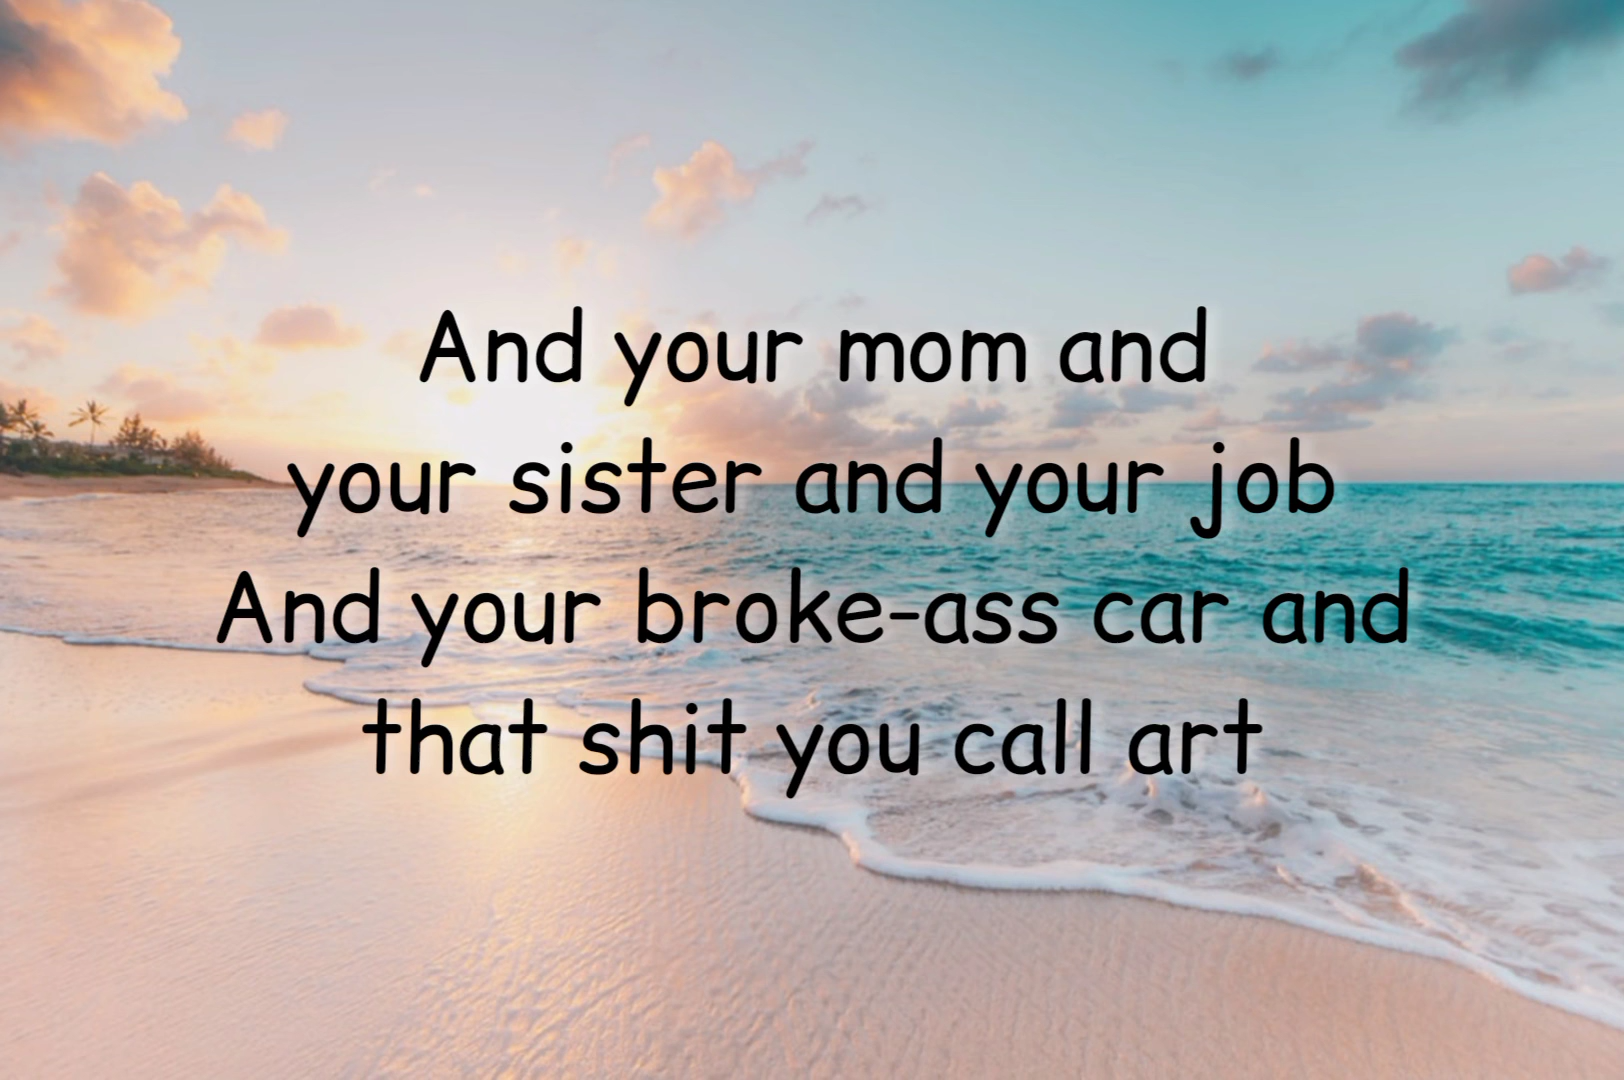 And your mom and
your sister and your job
And your broke-ass car and
that shit you call art